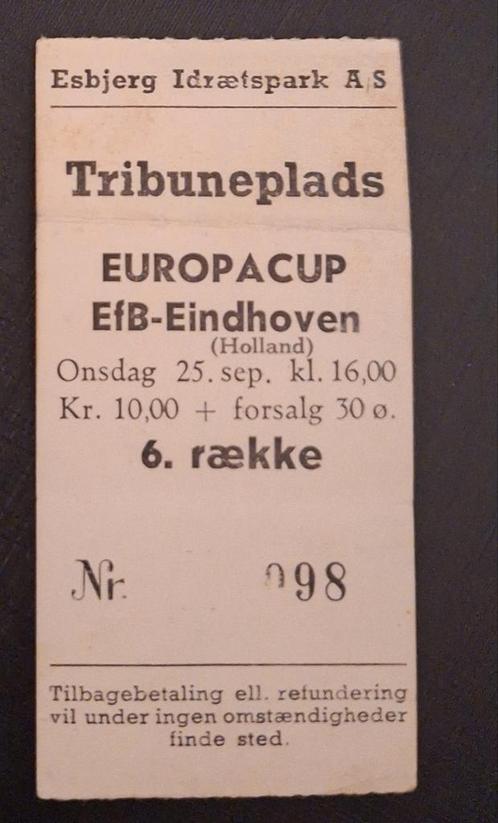 Esbjerg Idrætspark A/S
Tribuneplads
EUROPACUP
EfB-Eindhoven
(Holland)
Onsdag 25. sep. kl. 16,00
Kr. 10,00 + forsalg 30 ø.
6. række
Nr. 098
Tilbagebetaling ell. refundering
vil under ingen omstændigheder
finde sted.